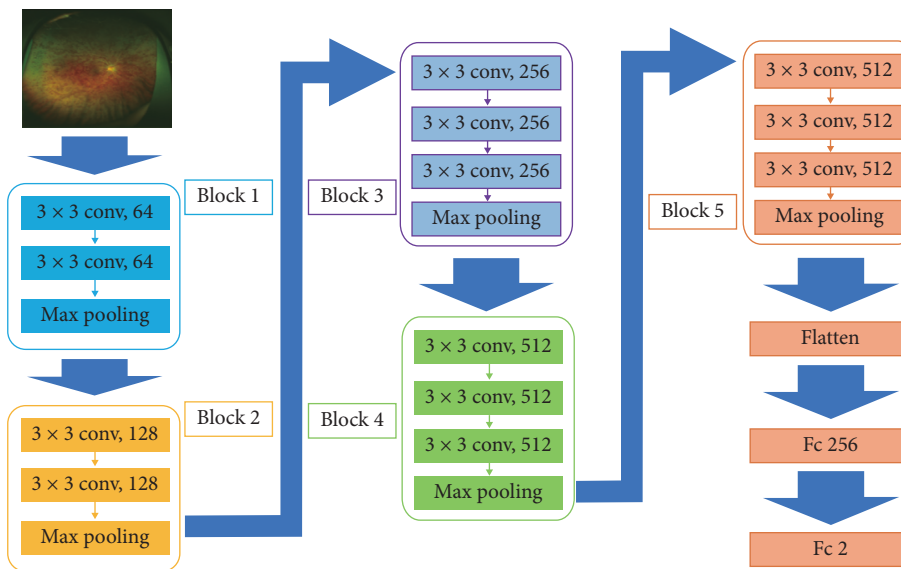 Block 1
3 × 3 conv, 64
3 × 3 conv, 64
Max pooling
Block 2
3 × 3 conv, 128
3 × 3 conv, 128
Max pooling
Block 3
3 × 3 conv, 256
3 × 3 conv, 256
3 × 3 conv, 256
Max pooling
Block 4
3 × 3 conv, 512
3 × 3 conv, 512
3 × 3 conv, 512
Max pooling
Block 5
3 × 3 conv, 512
3 × 3 conv, 512
3 × 3 conv, 512
Max pooling
Flatten
Fc 256
Fc 2